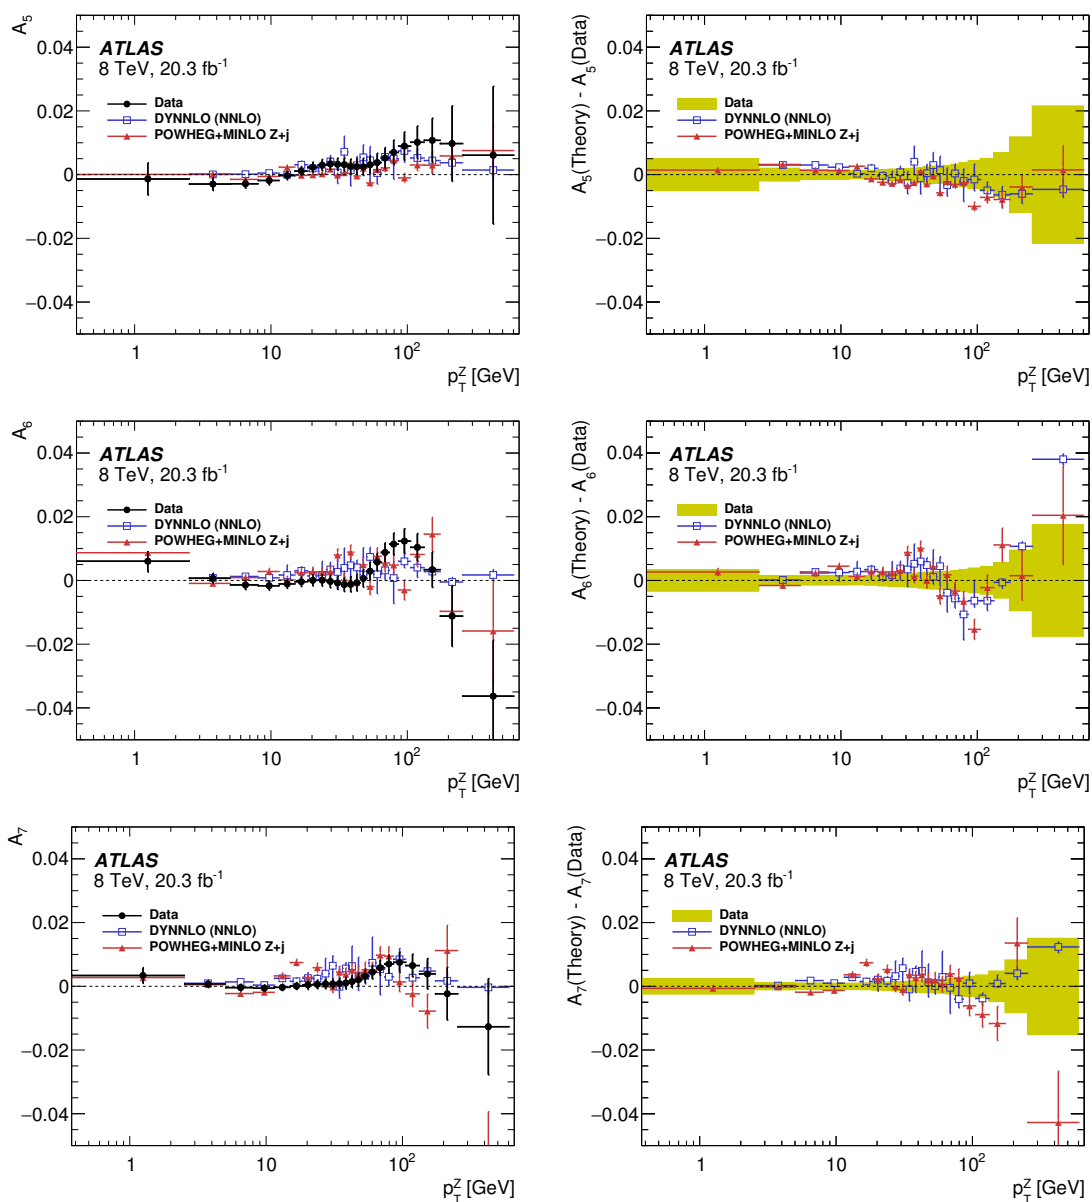 A₅
0.04
ATLAS
8 TeV, 20.3 fb⁻¹
0.02
Data
DYNNLO (NNLO)
POWHEG+MINLO Z+j
0
−0.02
−0.04
1 10 10²
p_T^Z [GeV]
A₅(Theory) - A₅(Data)
0.04
ATLAS
8 TeV, 20.3 fb⁻¹
0.02
Data
DYNNLO (NNLO)
POWHEG+MINLO Z+j
0
−0.02
−0.04
1 10 10²
p_T^Z [GeV]
A₆
0.04
ATLAS
8 TeV, 20.3 fb⁻¹
0.02
Data
DYNNLO (NNLO)
POWHEG+MINLO Z+j
0
−0.02
−0.04
1 10 10²
p_T^Z [GeV]
A₆(Theory) - A₆(Data)
0.04
ATLAS
8 TeV, 20.3 fb⁻¹
0.02
Data
DYNNLO (NNLO)
POWHEG+MINLO Z+j
0
−0.02
−0.04
1 10 10²
p_T^Z [GeV]
A₇
0.04
ATLAS
8 TeV, 20.3 fb⁻¹
0.02
Data
DYNNLO (NNLO)
POWHEG+MINLO Z+j
0
−0.02
−0.04
1 10 10²
p_T^Z [GeV]
A₇(Theory) - A₇(Data)
0.04
ATLAS
8 TeV, 20.3 fb⁻¹
0.02
Data
DYNNLO (NNLO)
POWHEG+MINLO Z+j
0
−0.02
−0.04
1 10 10²
p_T^Z [GeV]